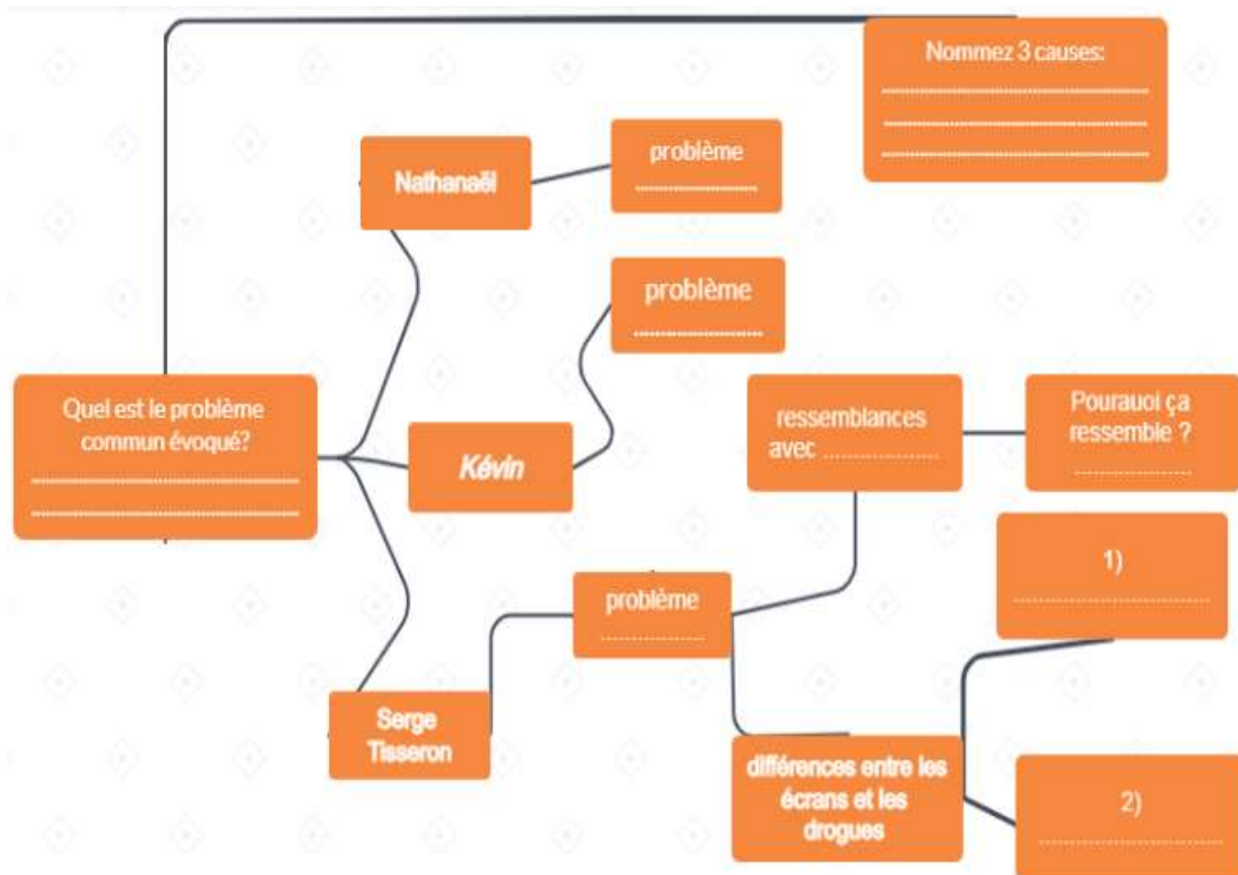 Nommez 3 causes:
................................
................................
................................
Nathanaël
problème
................
problème
................
Quel est le problème
commun évoqué?
................................
................................
Kévin
ressemblances
avec ................
Pourauoi ça
ressemble ?
................
1)
................................
problème
................
Serge
Tisseron
différences entre les
écrans et les
drogues
2)
................................